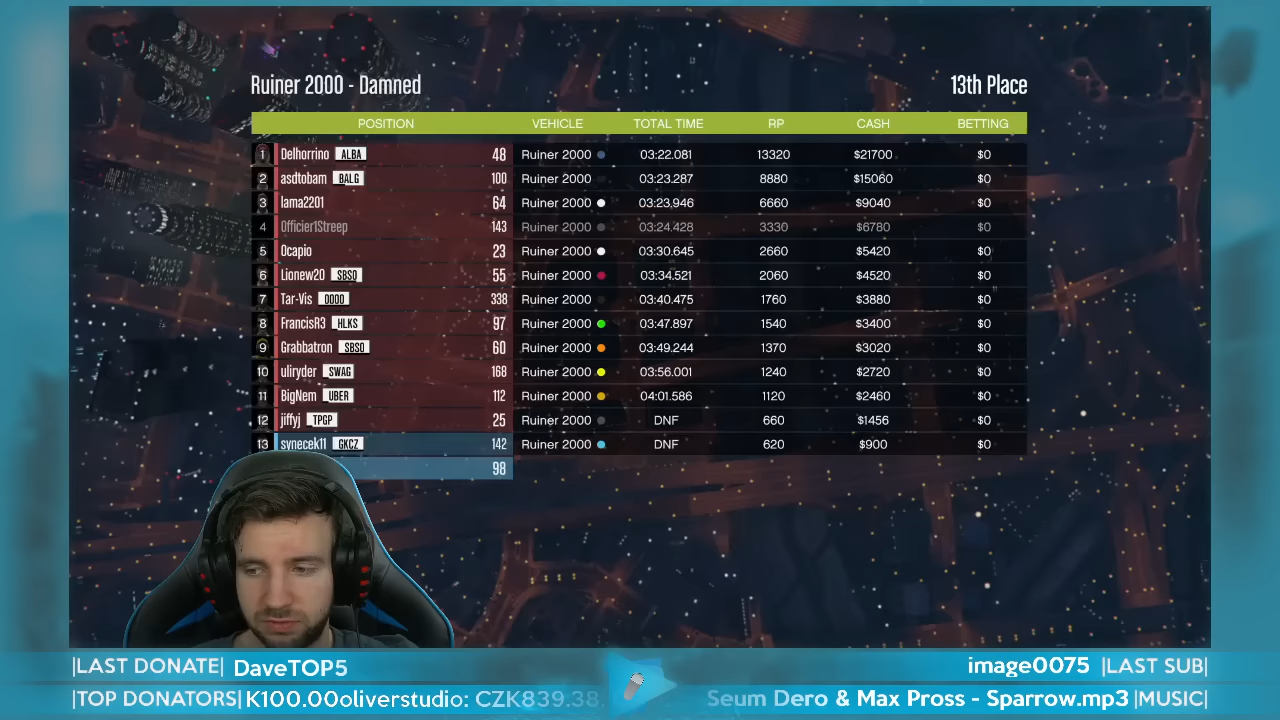 Ruiner 2000 - Damned 13th Place
POSITION VEHICLE TOTAL TIME RP CASH BETTING
1 Delhorrino ALBA 48 Ruiner 2000 03:22.081 13320 $21700 $0
2 asdtobam BALG 100 Ruiner 2000 03:23.287 8880 $15060 $0
3 lama2201 64 Ruiner 2000 03:23.946 6660 $9040 $0
4 Officier1Streep 143 Ruiner 2000 03:24.428 3330 $6780 $0
5 Ocapio 23 Ruiner 2000 03:30.645 2660 $5420 $0
6 Lionew20 SBSO 55 Ruiner 2000 03:34.521 2060 $4520 $0
7 Tar-Vis OOOO 338 Ruiner 2000 03:40.475 1760 $3880 $0
8 FrancisR3 HLKS 97 Ruiner 2000 03:47.897 1540 $3400 $0
9 Grabbatron SBSO 60 Ruiner 2000 03:49.244 1370 $3020 $0
10 uliryder SWAG 168 Ruiner 2000 03:56.001 1240 $2720 $0
11 BigNem UBER 112 Ruiner 2000 04:01.586 1120 $2460 $0
12 jiffyj TPGP 25 Ruiner 2000 DNF 660 $1456 $0
13 synecek11 GKCZ 142 Ruiner 2000 DNF 620 $900 $0
98
|LAST DONATE| DaveTOP5 image0075 |LAST SUB|
|TOP DONATORS| K100.00oliverstudio: CZK839.38, Seum Dero & Max Pross - Sparrow.mp3 |MUSIC|